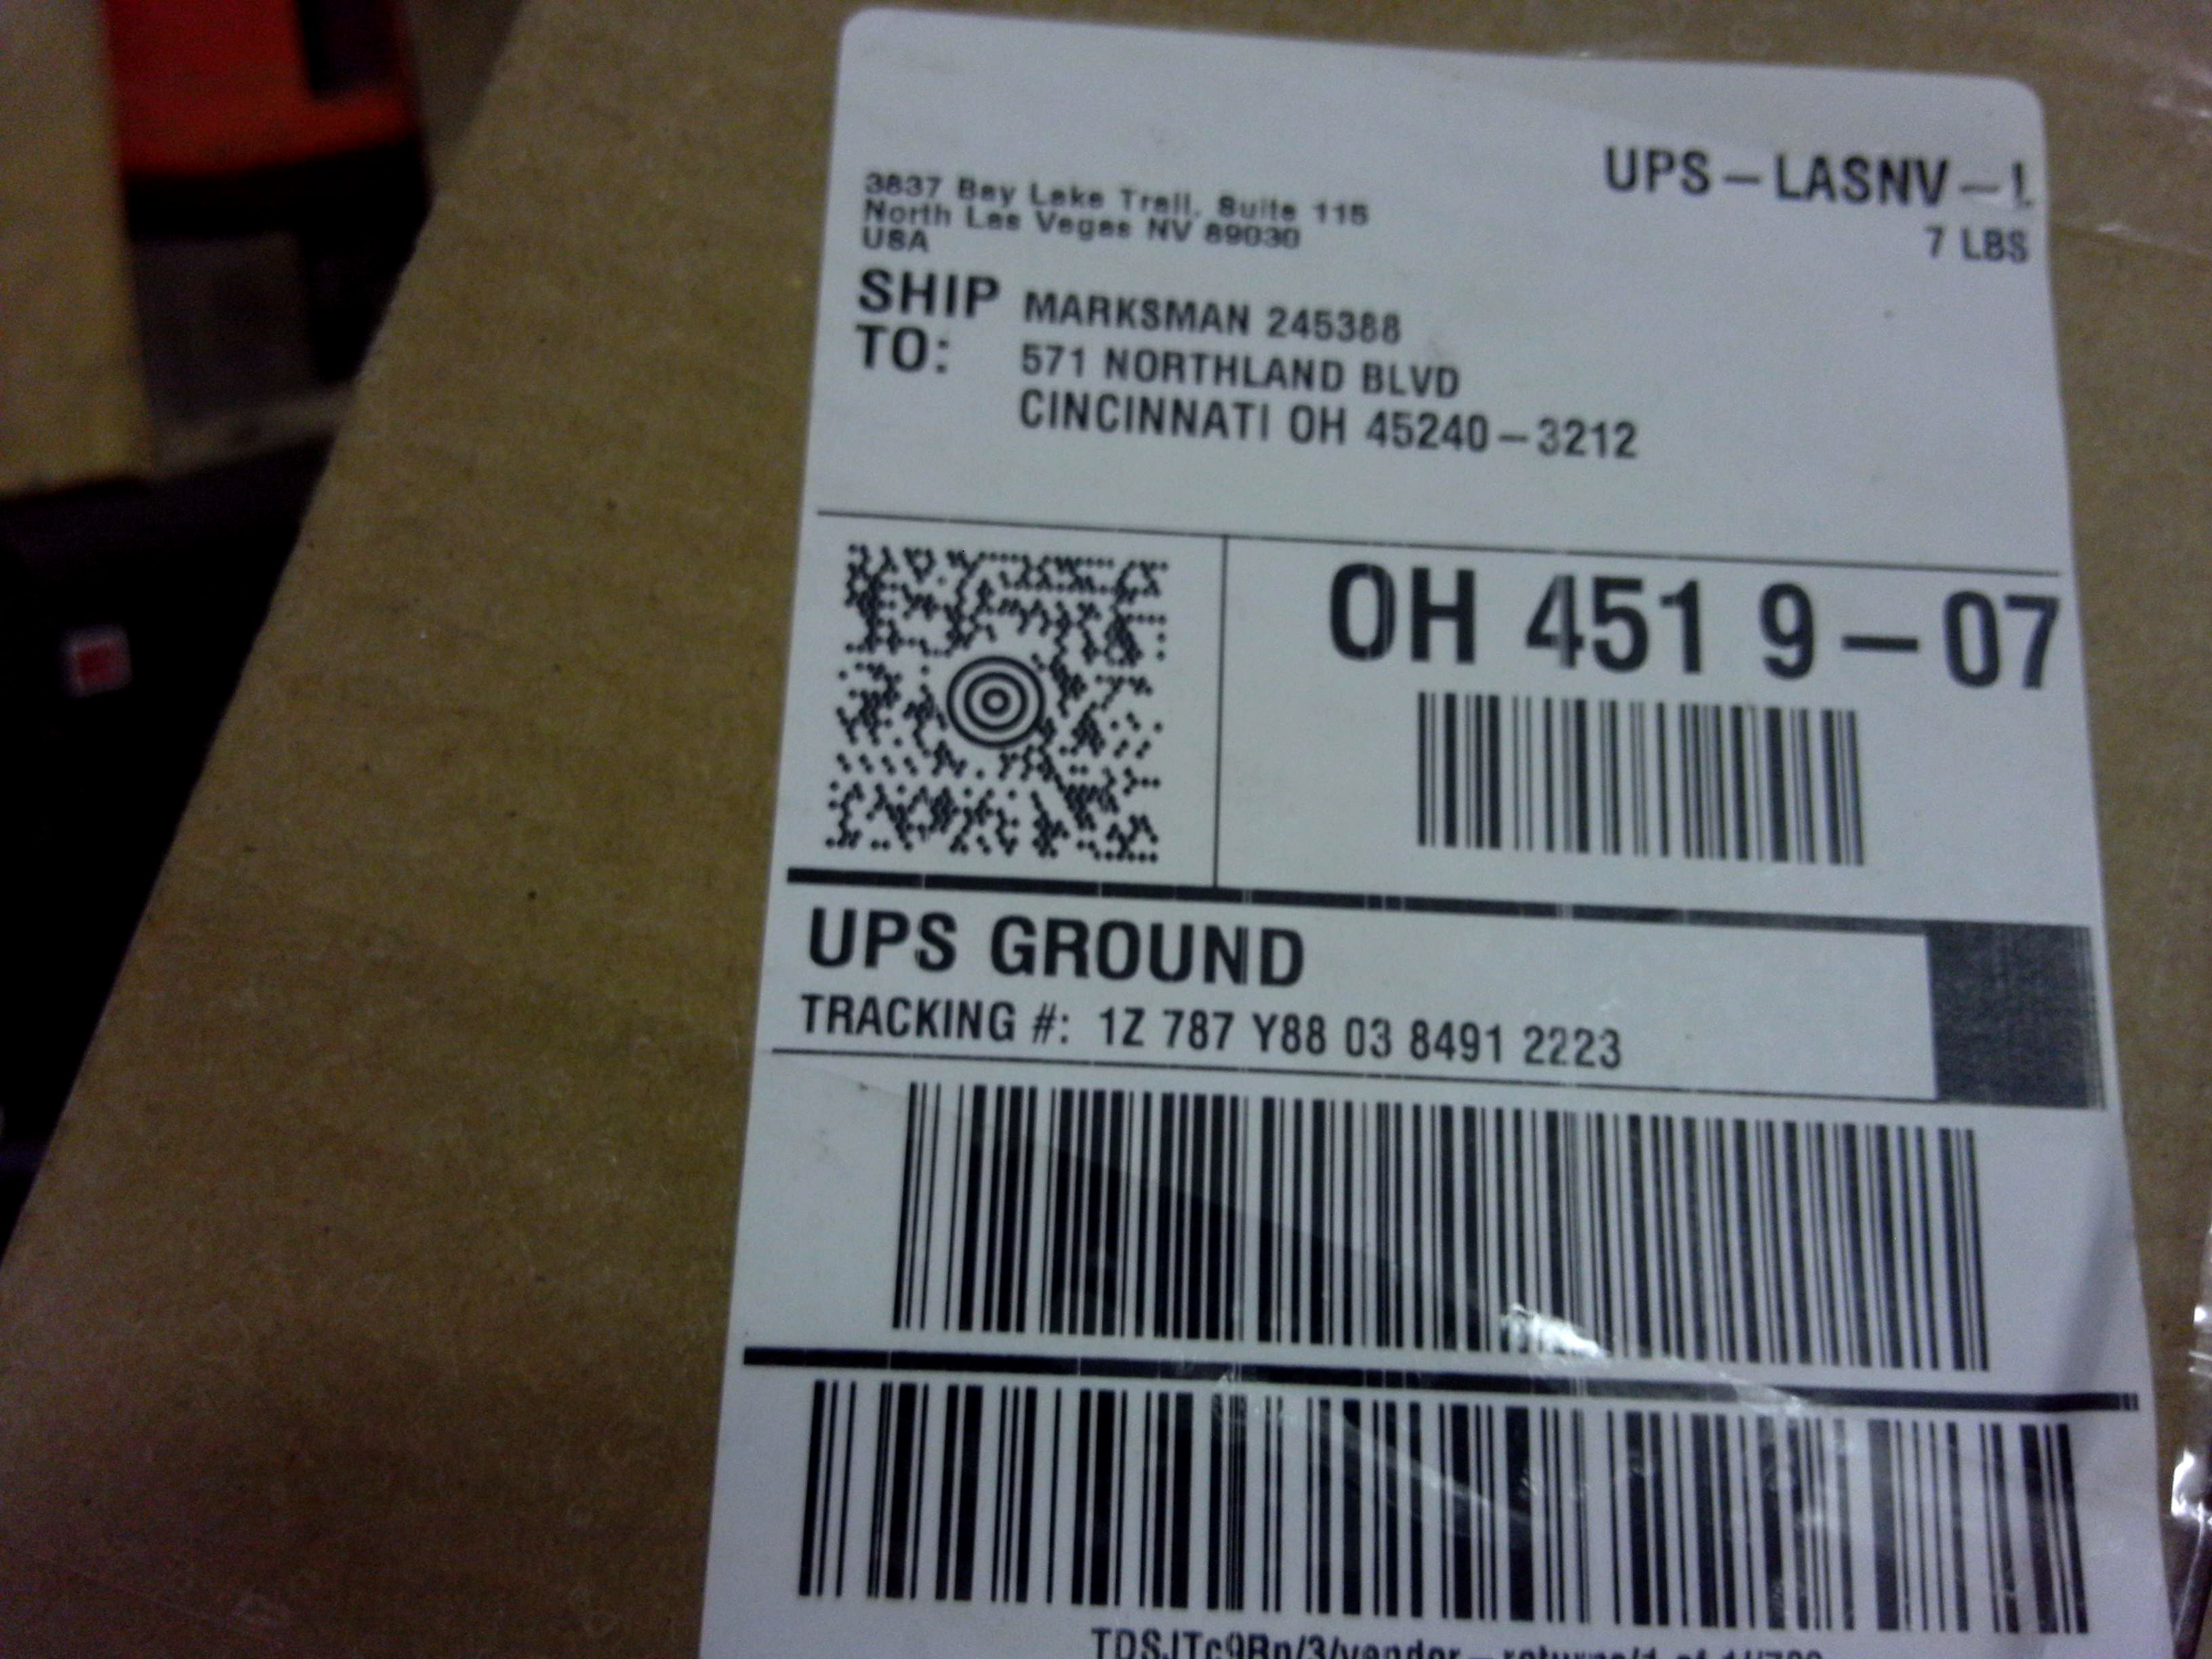 UPS-LASNV-L
7 LBS
3837 Bay Lake Trail, Suite 115
North Las Vegas NV 89030
USA
SHIP TO:
MARKSMAN 245388
571 NORTHLAND BLVD
CINCINNATI OH 45240-3212
OH 451 9-07
UPS GROUND
TRACKING #: 1Z 787 Y88 03 8491 2223